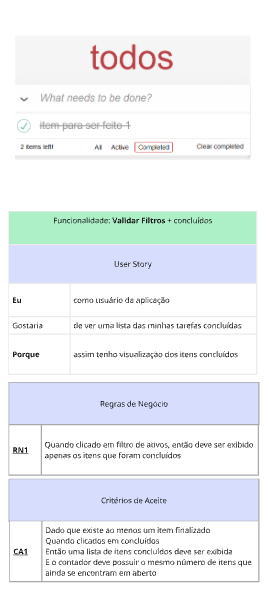 todos
What needs to be done?
item para ser feito 1
2 items left!
All Active Completed Clear completed
Funcionalidade: Validar Filtros + concluídos
User Story
Eu como usuário da aplicação
Gostaria de ver uma lista das minhas tarefas concluídas
Porque assim tenho visualização dos itens concluídos
Regras de Negócio
RN1 Quando clicado em filtro de ativos, então deve ser exibido
apenas os itens que foram concluídos
Critérios de Aceite
Dado que existe ao menos um item finalizado
Quando clicados em concluídos
CA1 Então uma lista de itens concluídos deve ser exibida
E o contador deve possuir o mesmo número de itens que
ainda se encontram em aberto